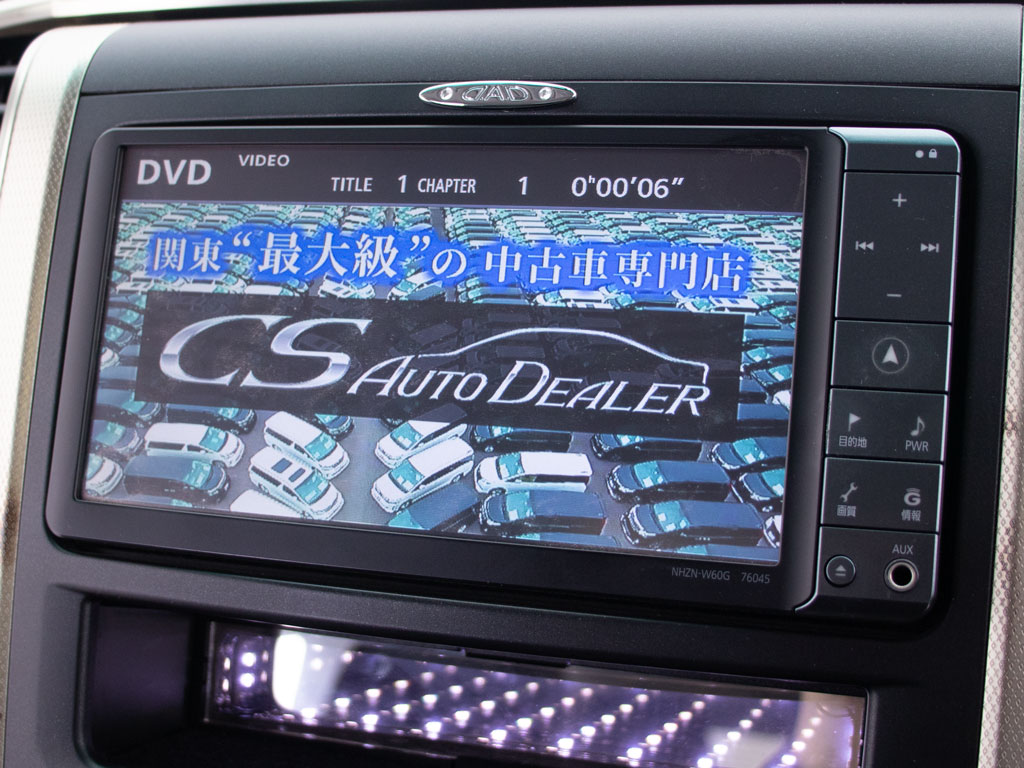 DAD
DVD VIDEO
TITLE 1 CHAPTER 1 0h00'06"
関東“最大級”の 中古車専門店
CS AUTO DEALER
+
-
目的地 PWR
画質 G情報
AUX
NHZN-W60G 76045